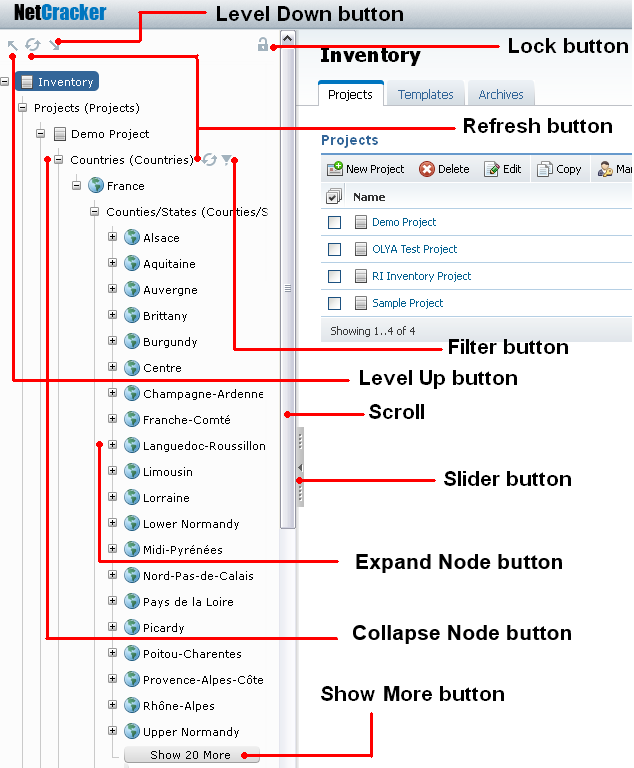 NetCracker
Level Down button
Lock button
Inventory
Inventory
Projects (Projects)
Demo Project
Countries (Countries)
France
Counties/States (Counties/S
Alsace
Aquitaine
Auvergne
Brittany
Burgundy
Centre
Champagne-Ardenne
Franche-Comté
Languedoc-Roussillon
Limousin
Lorraine
Lower Normandy
Midi-Pyrénées
Nord-Pas-de-Calais
Pays de la Loire
Picardy
Poitou-Charentes
Provence-Alpes-Côte
Rhône-Alpes
Upper Normandy
Show 20 More
Projects Templates Archives
Refresh button
Projects
New Project Delete Edit Copy Mar
Name
Demo Project
OLYA Test Project
RI Inventory Project
Sample Project
Showing 1..4 of 4
Filter button
Level Up button
Scroll
Slider button
Expand Node button
Collapse Node button
Show More button